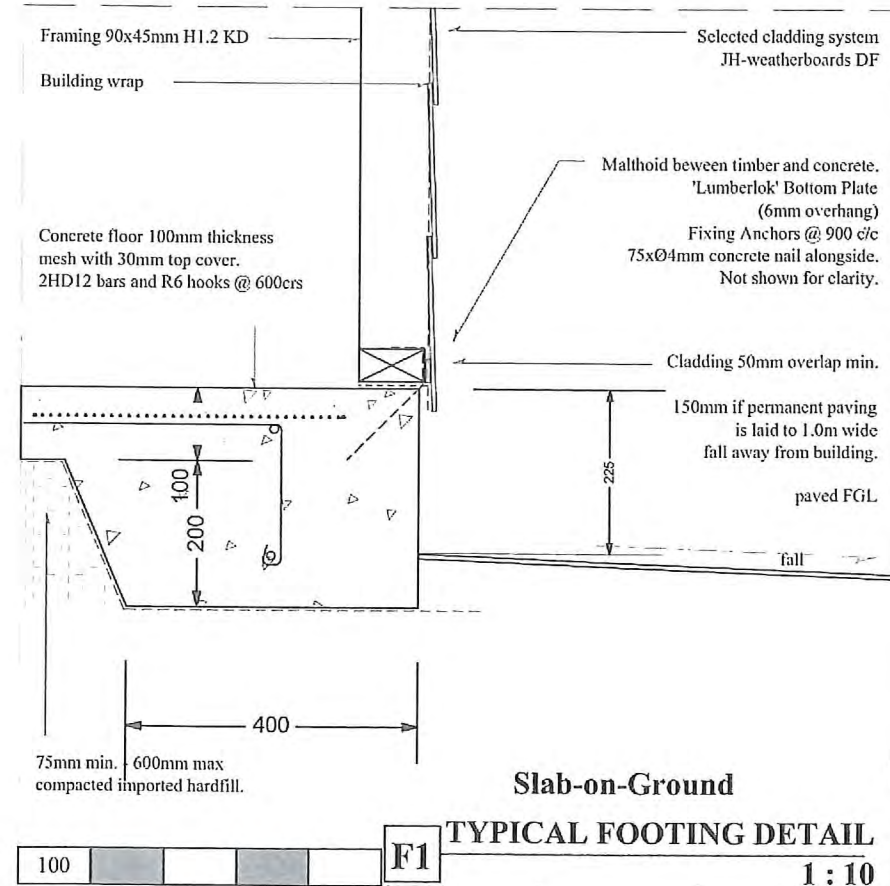 Framing 90x45mm H1.2 KD
Building wrap
Selected cladding system
JH-weatherboards DF
Malthoid beween timber and concrete.
'Lumberlok' Bottom Plate
(6mm overhang)
Fixing Anchors @ 900 c/c
75xØ4mm concrete nail alongside.
Not shown for clarity.
Concrete floor 100mm thickness
mesh with 30mm top cover.
2HD12 bars and R6 hooks @ 600crs
Cladding 50mm overlap min.
150mm if permanent paving
is laid to 1.0m wide
fall away from building.
paved FGL
225
100
200
fall
400
75mm min. - 600mm max
compacted imported hardfill.
Slab-on-Ground
F1
TYPICAL FOOTING DETAIL
1 : 10
100